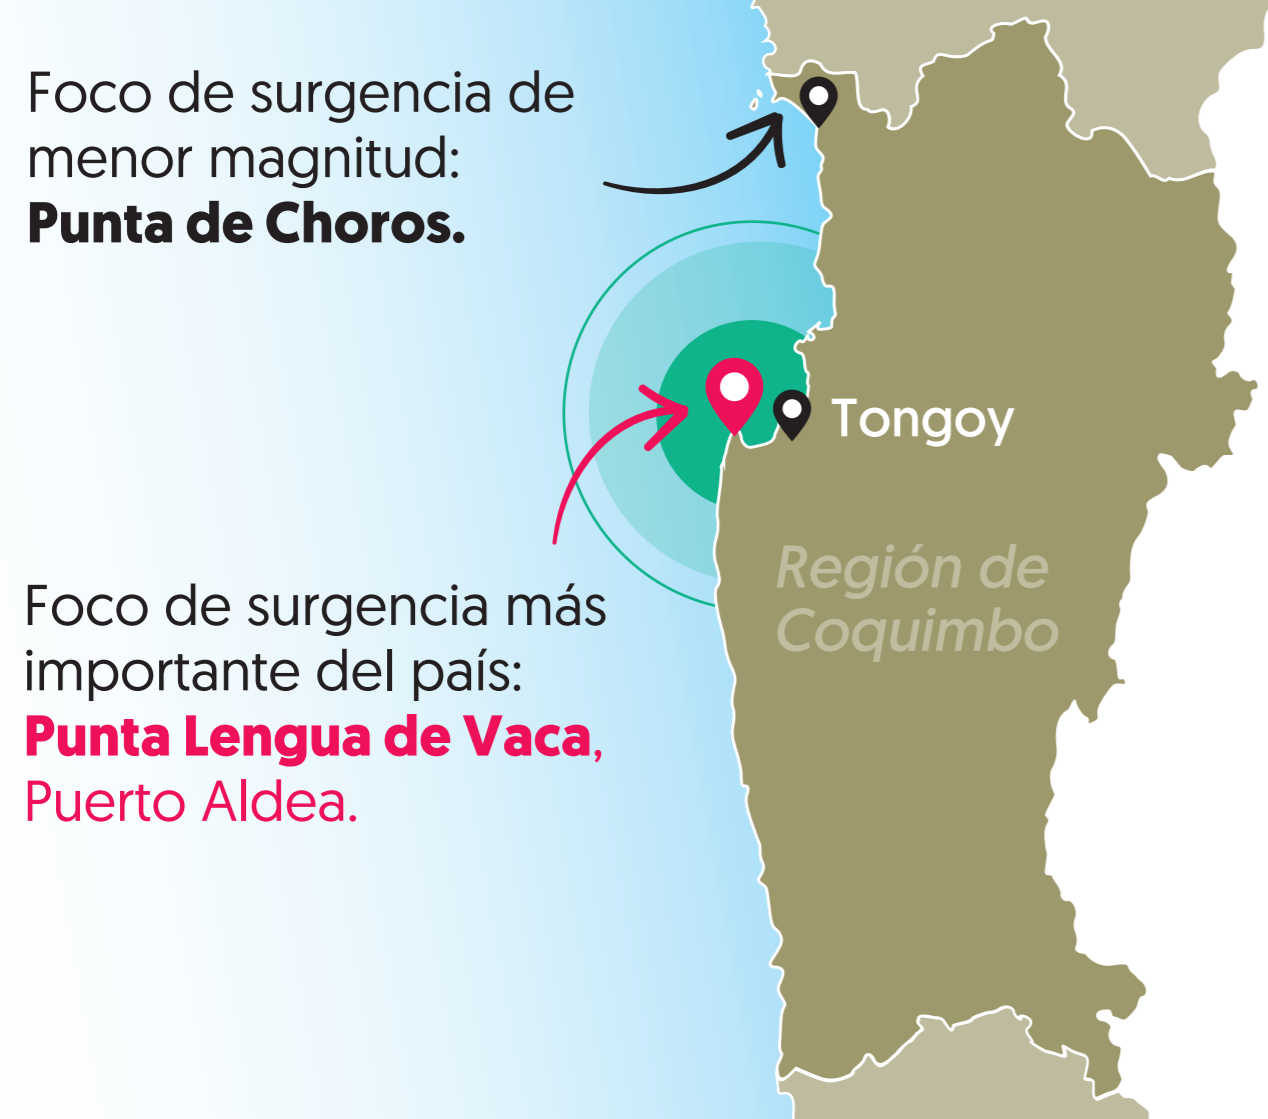 Foco de surgencia de
menor magnitud:
Punta de Choros.
Tongoy
Región de
Coquimbo
Foco de surgencia más
importante del país:
Punta Lengua de Vaca,
Puerto Aldea.